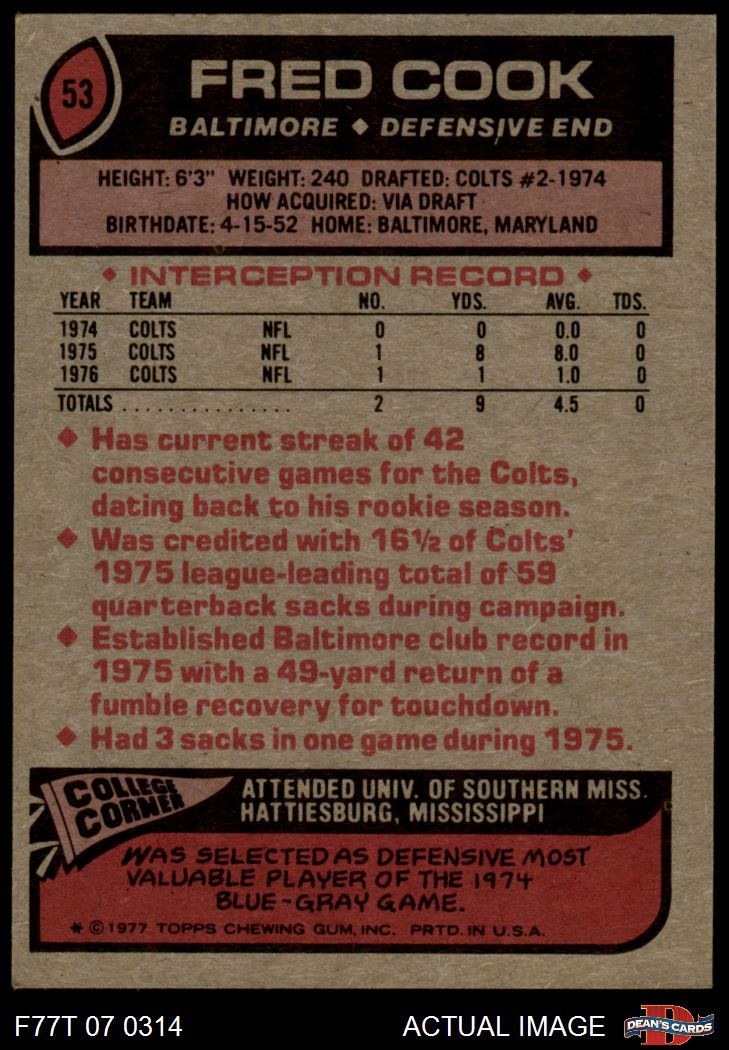 53
FRED COOK
BALTIMORE ◆ DEFENSIVE END
HEIGHT: 6'3" WEIGHT: 240 DRAFTED: COLTS #2-1974
HOW ACQUIRED: VIA DRAFT
BIRTHDATE: 4-15-52 HOME: BALTIMORE, MARYLAND
◆ INTERCEPTION RECORD ◆
YEAR TEAM NO. YDS. AVG. TDS.
1974 COLTS NFL 0 0 0.0 0
1975 COLTS NFL 1 8 8.0 0
1976 COLTS NFL 1 1 1.0 0
TOTALS . . . . . . . . . . . . . . . 2 9 4.5 0
◆ Has current streak of 42
consecutive games for the Colts,
dating back to his rookie season.
◆ Was credited with 16½ of Colts'
1975 league-leading total of 59
quarterback sacks during campaign.
◆ Established Baltimore club record in
1975 with a 49-yard return of a
fumble recovery for touchdown.
◆ Had 3 sacks in one game during 1975.
COLLEGE
CORNER
ATTENDED UNIV. OF SOUTHERN MISS.
HATTIESBURG, MISSISSIPPI
WAS SELECTED AS DEFENSIVE MOST
VALUABLE PLAYER OF THE 1974
BLUE-GRAY GAME.
* © 1977 TOPPS CHEWING GUM, INC. PRTD. IN U.S.A.
F77T 07 0314 ACTUAL IMAGE
D
DEAN'S CARDS